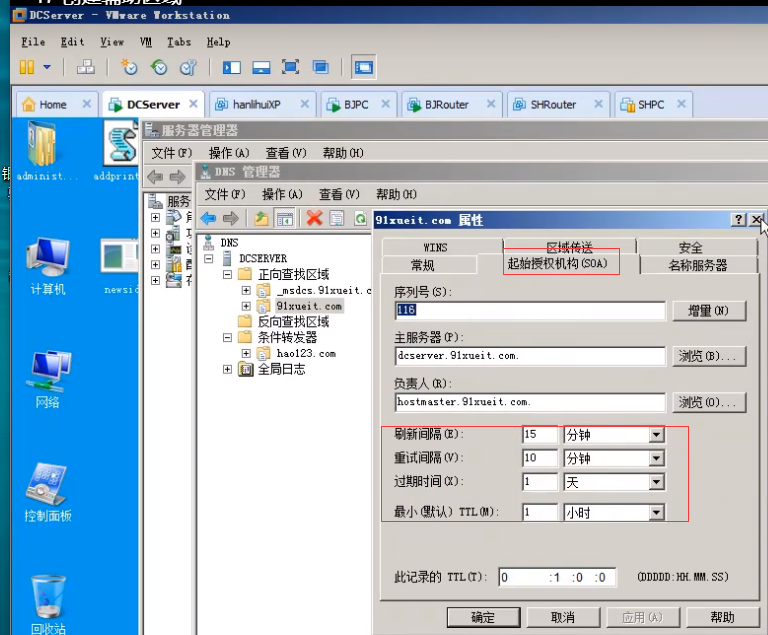 DCServer - VMware Workstation
File Edit View VM Tabs Help
Home DCServer hanlihuiXP BJPC BJRouter SHRouter SHPC
服务器管理器
文件(F) 操作(A) 查看(V) 帮助(H)
DNS 管理器
文件(F) 操作(A) 查看(V) 帮助(H)
administ... addprint
计算机
newsid
网络
控制面板
回收站
服务
DNS
DCSERVER
正向查找区域
_msdcs.91xueit.c
91xueit.com
反向查找区域
条件转发器
hao123.com
全局日志
91xueit.com 属性
WINS 区域传送 安全
常规 起始授权机构(SOA) 名称服务器
序列号(S):
116 增量(N)
主服务器(P):
dcserver.91xueit.com. 浏览(B)...
负责人(R):
hostmaster.91xueit.com. 浏览(O)...
刷新间隔(E): 15 分钟
重试间隔(V): 10 分钟
过期时间(X): 1 天
最小(默认) TTL(M): 1 小时
此记录的 TTL(T): 0 :1 :0 :0 (DDDDD:HH.MM.SS)
确定 取消 应用(A) 帮助